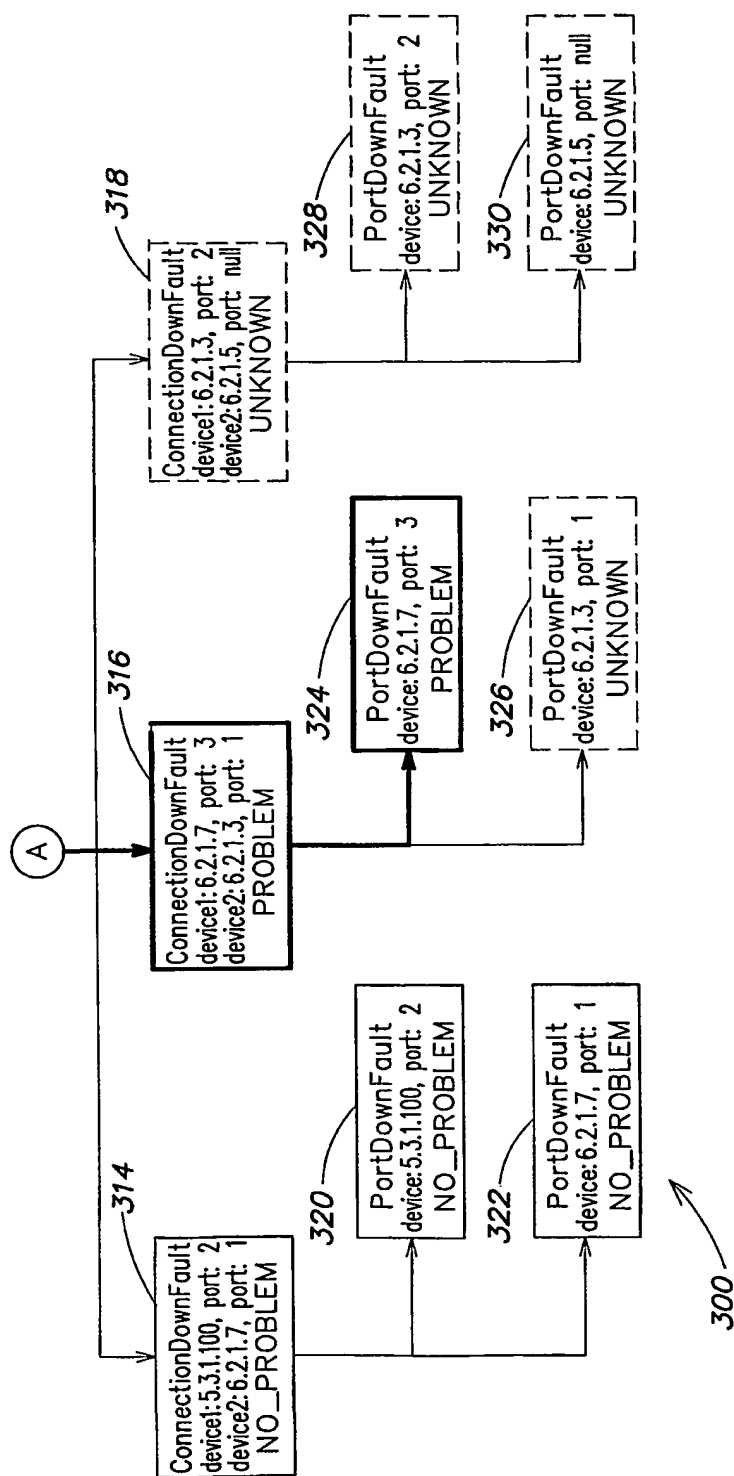 A
314
ConnectionDownFault
device1: 5.3.1.100, port: 2
device2: 6.2.1.7, port: 1
NO_PROBLEM
316
ConnectionDownFault
device1: 6.2.1.7, port: 3
device2: 6.2.1.3, port: 1
PROBLEM
318
ConnectionDownFault
device1: 6.2.1.3, port: 2
device2: 6.2.1.5, port: null
UNKNOWN
320
PortDownFault
device: 5.3.1.100, port: 2
NO_PROBLEM
324
PortDownFault
device: 6.2.1.7, port: 3
PROBLEM
328
PortDownFault
device: 6.2.1.3, port: 2
UNKNOWN
322
PortDownFault
device: 6.2.1.7, port: 1
NO_PROBLEM
326
PortDownFault
device: 6.2.1.3, port: 1
UNKNOWN
330
PortDownFault
device: 6.2.1.5, port: null
UNKNOWN
300